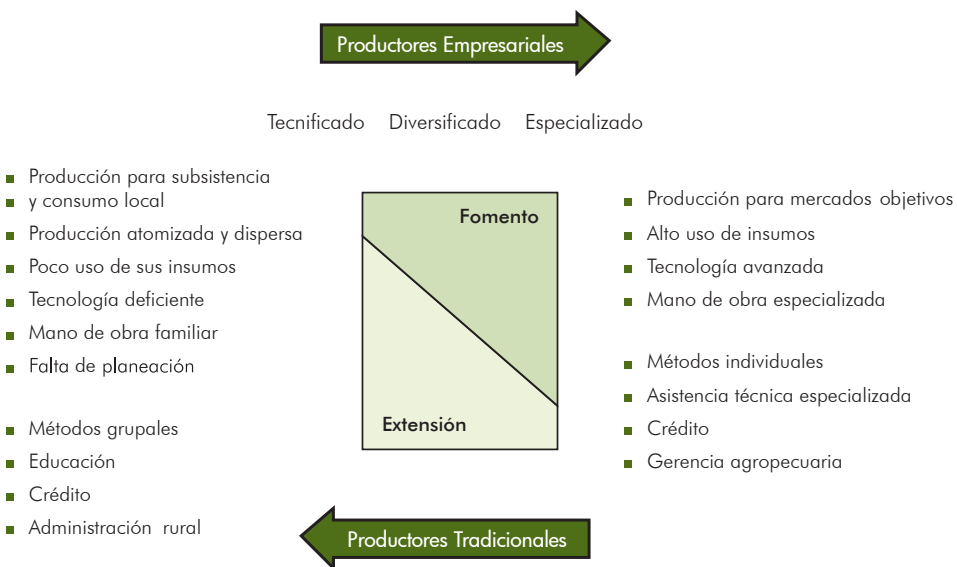 Productores Empresariales
Tecnificado Diversificado Especializado
Producción para subsistencia
y consumo local
Producción atomizada y dispersa
Poco uso de sus insumos
Tecnología deficiente
Mano de obra familiar
Falta de planeación
Métodos grupales
Educación
Crédito
Administración rural
Fomento
Extensión
Producción para mercados objetivos
Alto uso de insumos
Tecnología avanzada
Mano de obra especializada
Métodos individuales
Asistencia técnica especializada
Crédito
Gerencia agropecuaria
Productores Tradicionales